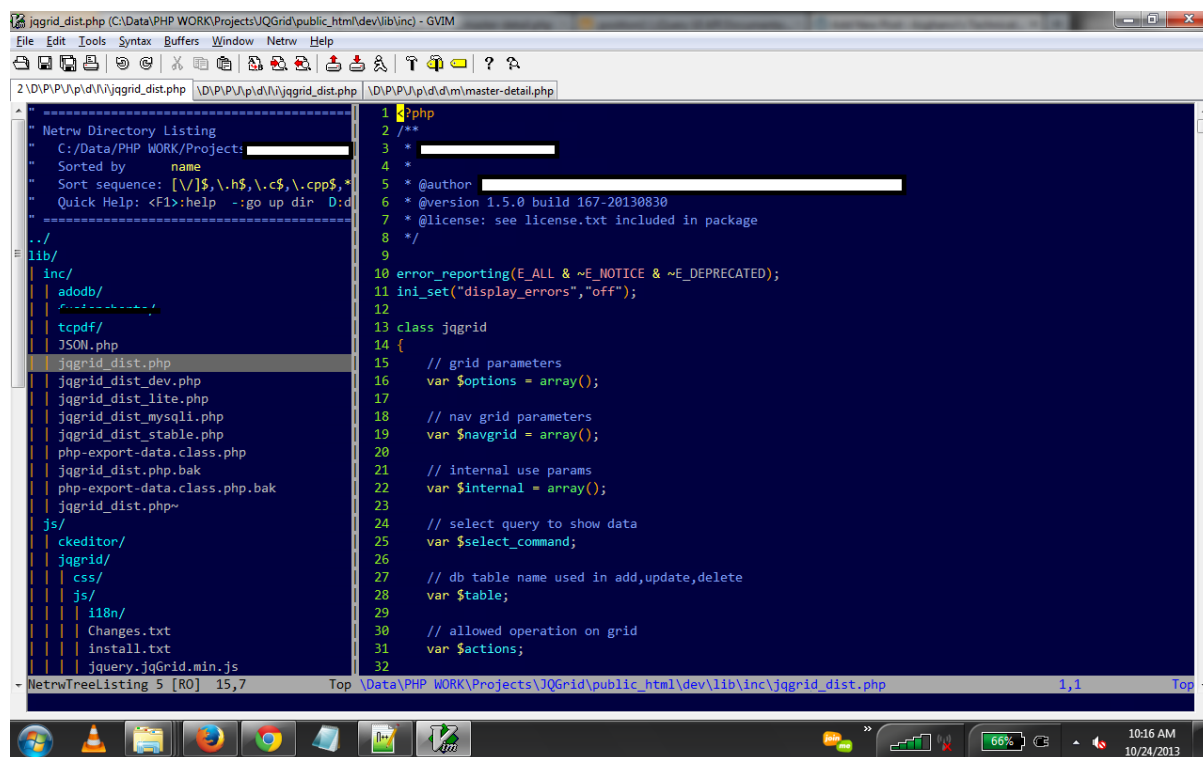 jqgrid_dist.php (C:\Data\PHP WORK\Projects\JQGrid\public_html\dev\lib\inc) - GVIM
File Edit Tools Syntax Buffers Window Netrw Help
2 \D\P\P\J\p\d\l\i\jqgrid_dist.php \D\P\P\J\p\d\l\i\jqgrid_dist.php \D\P\P\J\p\d\d\m\master-detail.php
" =========================================
" Netrw Directory Listing
"   C:/Data/PHP WORK/Projects
"   Sorted by      name
"   Sort sequence: [\/]$,\.h$,\.c$,\.cpp$,*
"   Quick Help: <F1>:help  -:go up dir  D:d
" =========================================
../
lib/
| inc/
| | adodb/
| | tcpdf/
| | JSON.php
| | jqgrid_dist.php
| | jqgrid_dist_dev.php
| | jqgrid_dist_lite.php
| | jqgrid_dist_mysqli.php
| | jqgrid_dist_stable.php
| | php-export-data.class.php
| | jqgrid_dist.php.bak
| | php-export-data.class.php.bak
| | jqgrid_dist.php~
| js/
| | ckeditor/
| | jqgrid/
| | | css/
| | | js/
| | | | i18n/
| | | | Changes.txt
| | | | install.txt
| | | | jquery.jqGrid.min.js
NetrwTreeListing 5 [RO] 15,7 Top
1 <?php
2 /**
3  *
4  *
5  * @author
6  * @version 1.5.0 build 167-20130830
7  * @license: see license.txt included in package
8  */
9
10 error_reporting(E_ALL & ~E_NOTICE & ~E_DEPRECATED);
11 ini_set("display_errors","off");
12
13 class jqgrid
14 {
15     // grid parameters
16     var $options = array();
17
18     // nav grid parameters
19     var $navgrid = array();
20
21     // internal use params
22     var $internal = array();
23
24     // select query to show data
25     var $select_command;
26
27     // db table name used in add,update,delete
28     var $table;
29
30     // allowed operation on grid
31     var $actions;
32
\Data\PHP WORK\Projects\JQGrid\public_html\dev\lib\inc\jqgrid_dist.php 1,1 Top
join me
66%
10:16 AM
10/24/2013